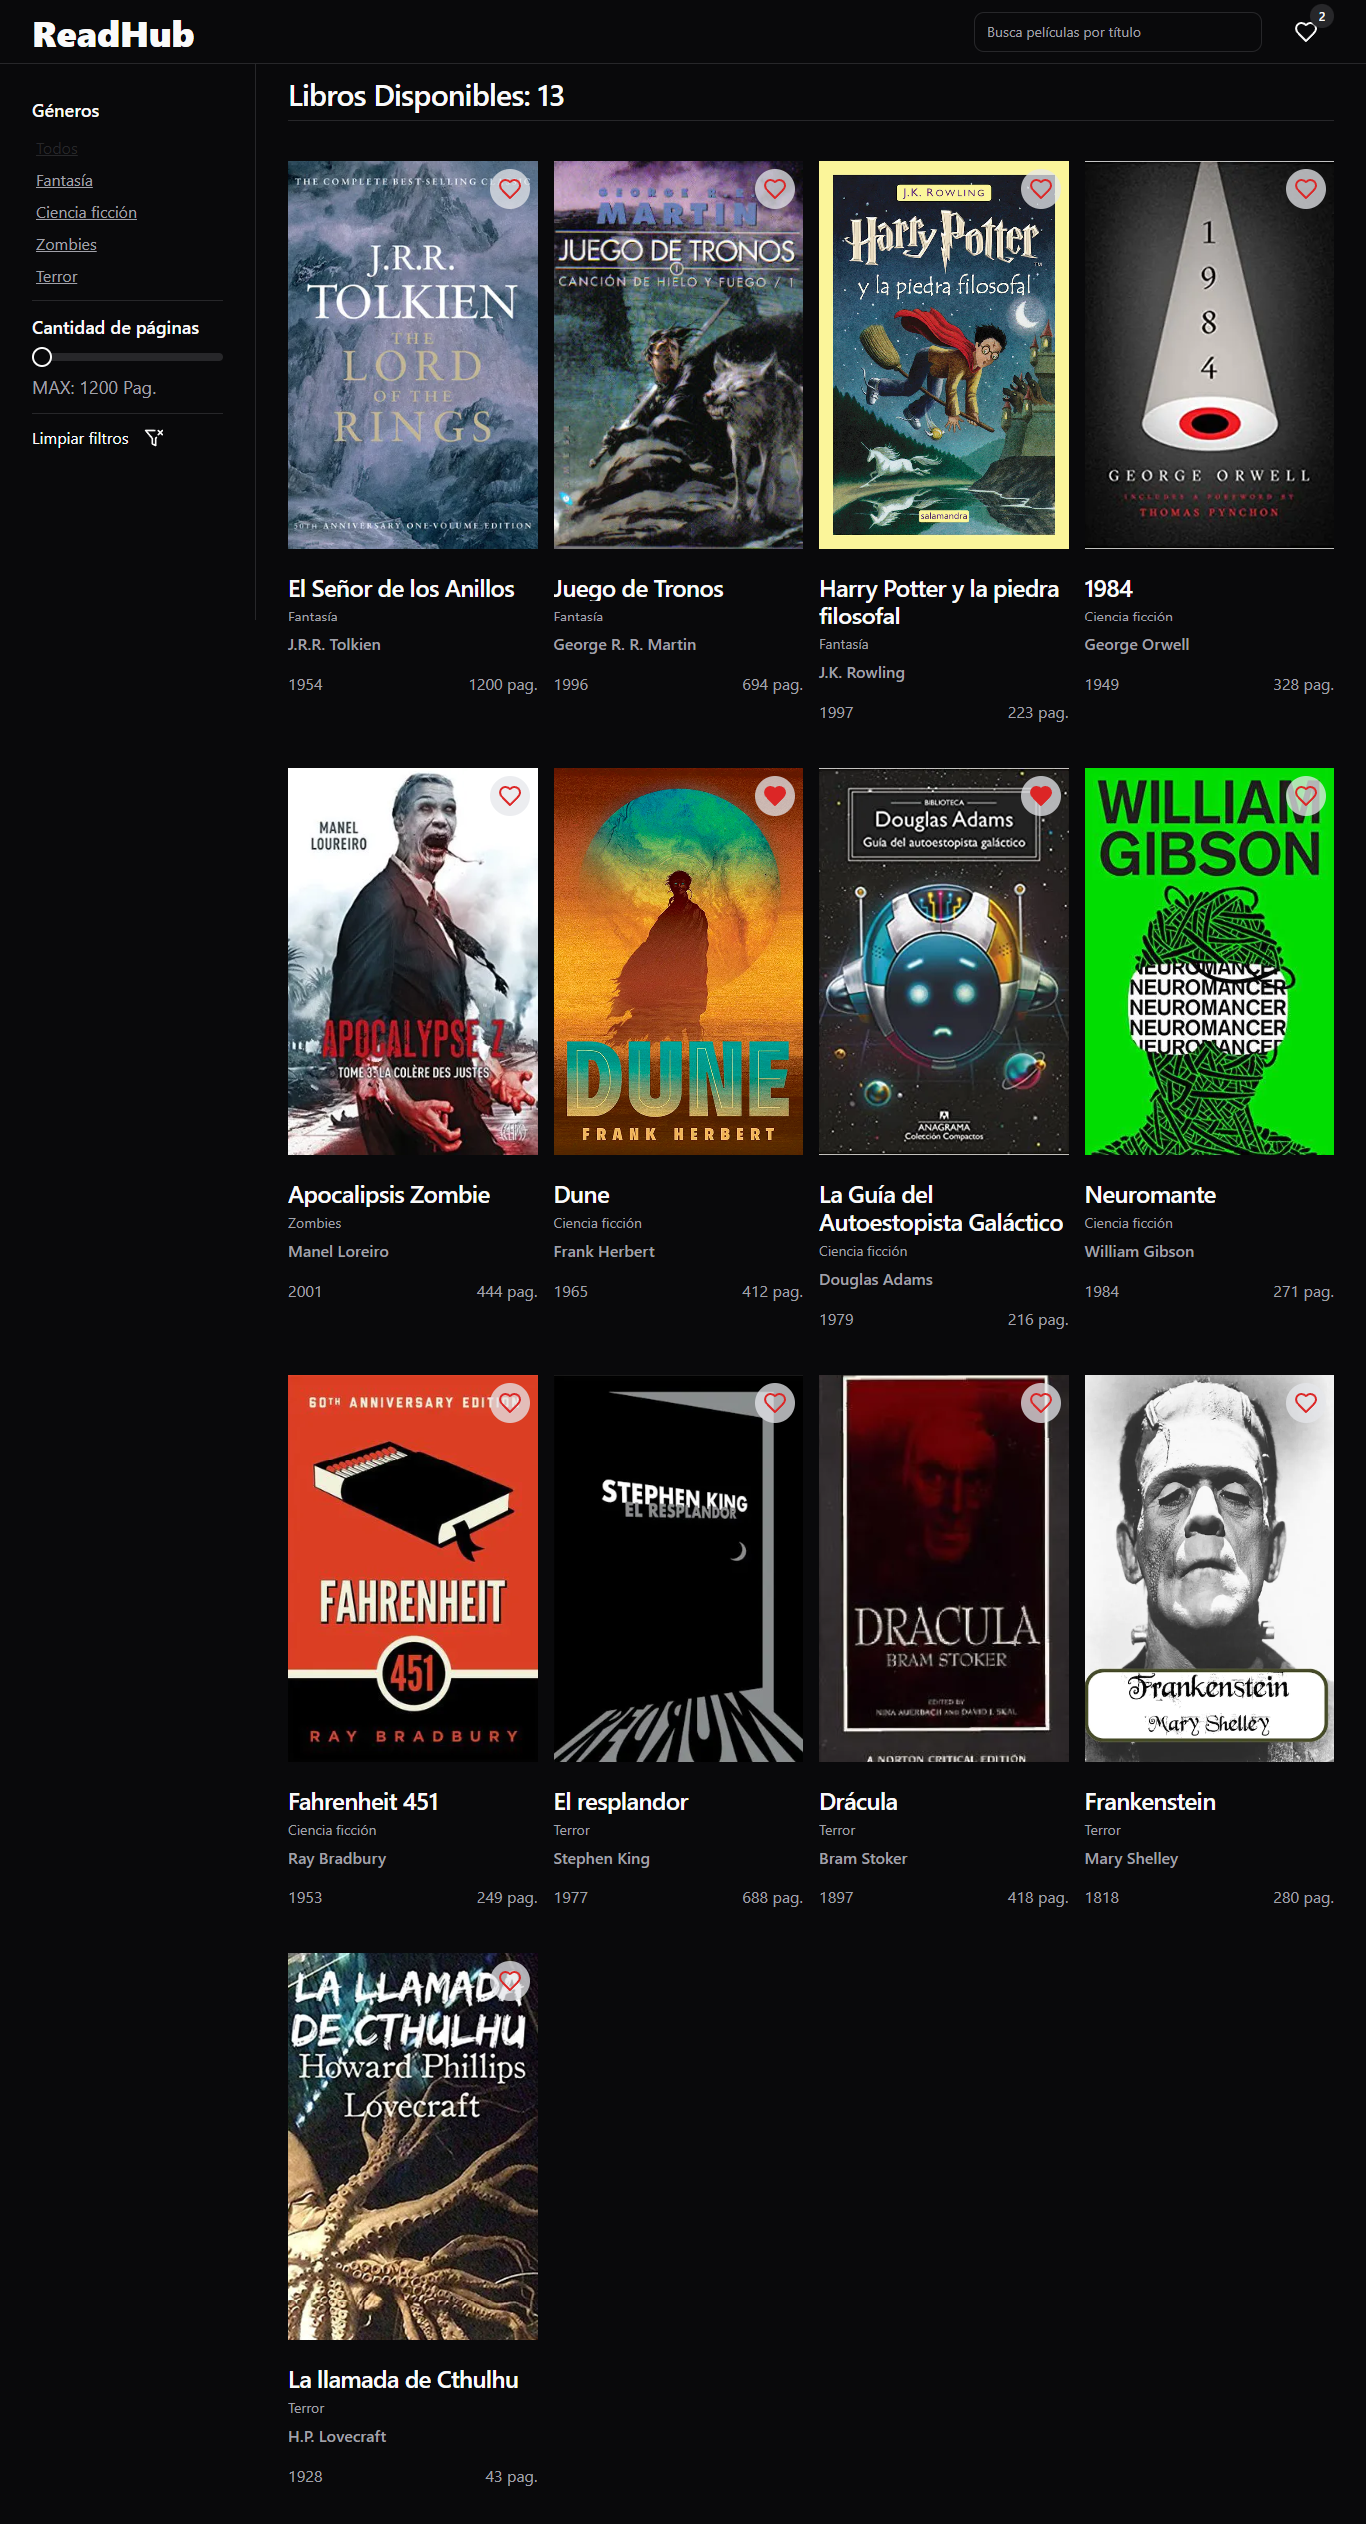 ReadHub
Busca películas por título
2
Géneros
Todos
Fantasía
Ciencia ficción
Zombies
Terror
Cantidad de páginas
MAX: 1200 Pag.
Limpiar filtros
Libros Disponibles: 13
THE COMPLETE BEST-SELLING
J.R.R.
TOLKIEN
THE
LORD
OF THE
RINGS
50TH ANNIVERSARY ONE-VOLUME EDITION
El Señor de los Anillos
Fantasía
J.R.R. Tolkien
1954
1200 pag.
GEORGE R.R.
MARTIN
JUEGO DE TRONOS
CANCIÓN DE HIELO Y FUEGO / 1
Juego de Tronos
Fantasía
George R. R. Martin
1996
694 pag.
J.K. ROWLING
Harry Potter
y la piedra filosofal
salamandra
Harry Potter y la piedra
filosofal
Fantasía
J.K. Rowling
1997
223 pag.
1
9
8
4
GEORGE ORWELL
INCLUDES A FOREWORD BY
THOMAS PYNCHON
1984
Ciencia ficción
George Orwell
1949
328 pag.
MANEL
LOUREIRO
APOCALYPSE Z
TOME 3: LA COLÈRE DES JUSTES
Apocalipsis Zombie
Zombies
Manel Loreiro
2001
444 pag.
DUNE
FRANK HERBERT
Dune
Ciencia ficción
Frank Herbert
1965
412 pag.
BIBLIOTECA
Douglas Adams
Guía del autoestopista galáctico
ANAGRAMA
Colección Compactos
La Guía del
Autoestopista Galáctico
Ciencia ficción
Douglas Adams
1979
216 pag.
WILLIAM
GIBSON
NEUROMANCER
NEUROMANCER
NEUROMANCER
NEUROMANCER
NEUROMANCER
Neuromante
Ciencia ficción
William Gibson
1984
271 pag.
60TH ANNIVERSARY EDITION
FAHRENHEIT
451
RAY BRADBURY
Fahrenheit 451
Ciencia ficción
Ray Bradbury
1953
249 pag.
STEPHEN KING
EL RESPLANDOR
El resplandor
Terror
Stephen King
1977
688 pag.
DRACULA
BRAM STOKER
EDITED BY
NINA AUERBACH AND DAVID J. SKAL
A NORTON CRITICAL EDITION
Drácula
Terror
Bram Stoker
1897
418 pag.
Frankenstein
Mary Shelley
Frankenstein
Terror
Mary Shelley
1818
280 pag.
LA LLAMADA
DE CTHULHU
Howard Phillips
Lovecraft
La llamada de Cthulhu
Terror
H.P. Lovecraft
1928
43 pag.